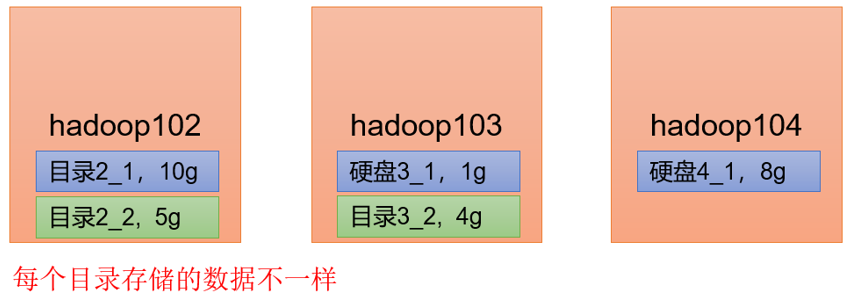 hadoop102
目录2_1，10g
目录2_2，5g
hadoop103
硬盘3_1，1g
目录3_2，4g
hadoop104
硬盘4_1，8g
每个目录存储的数据不一样